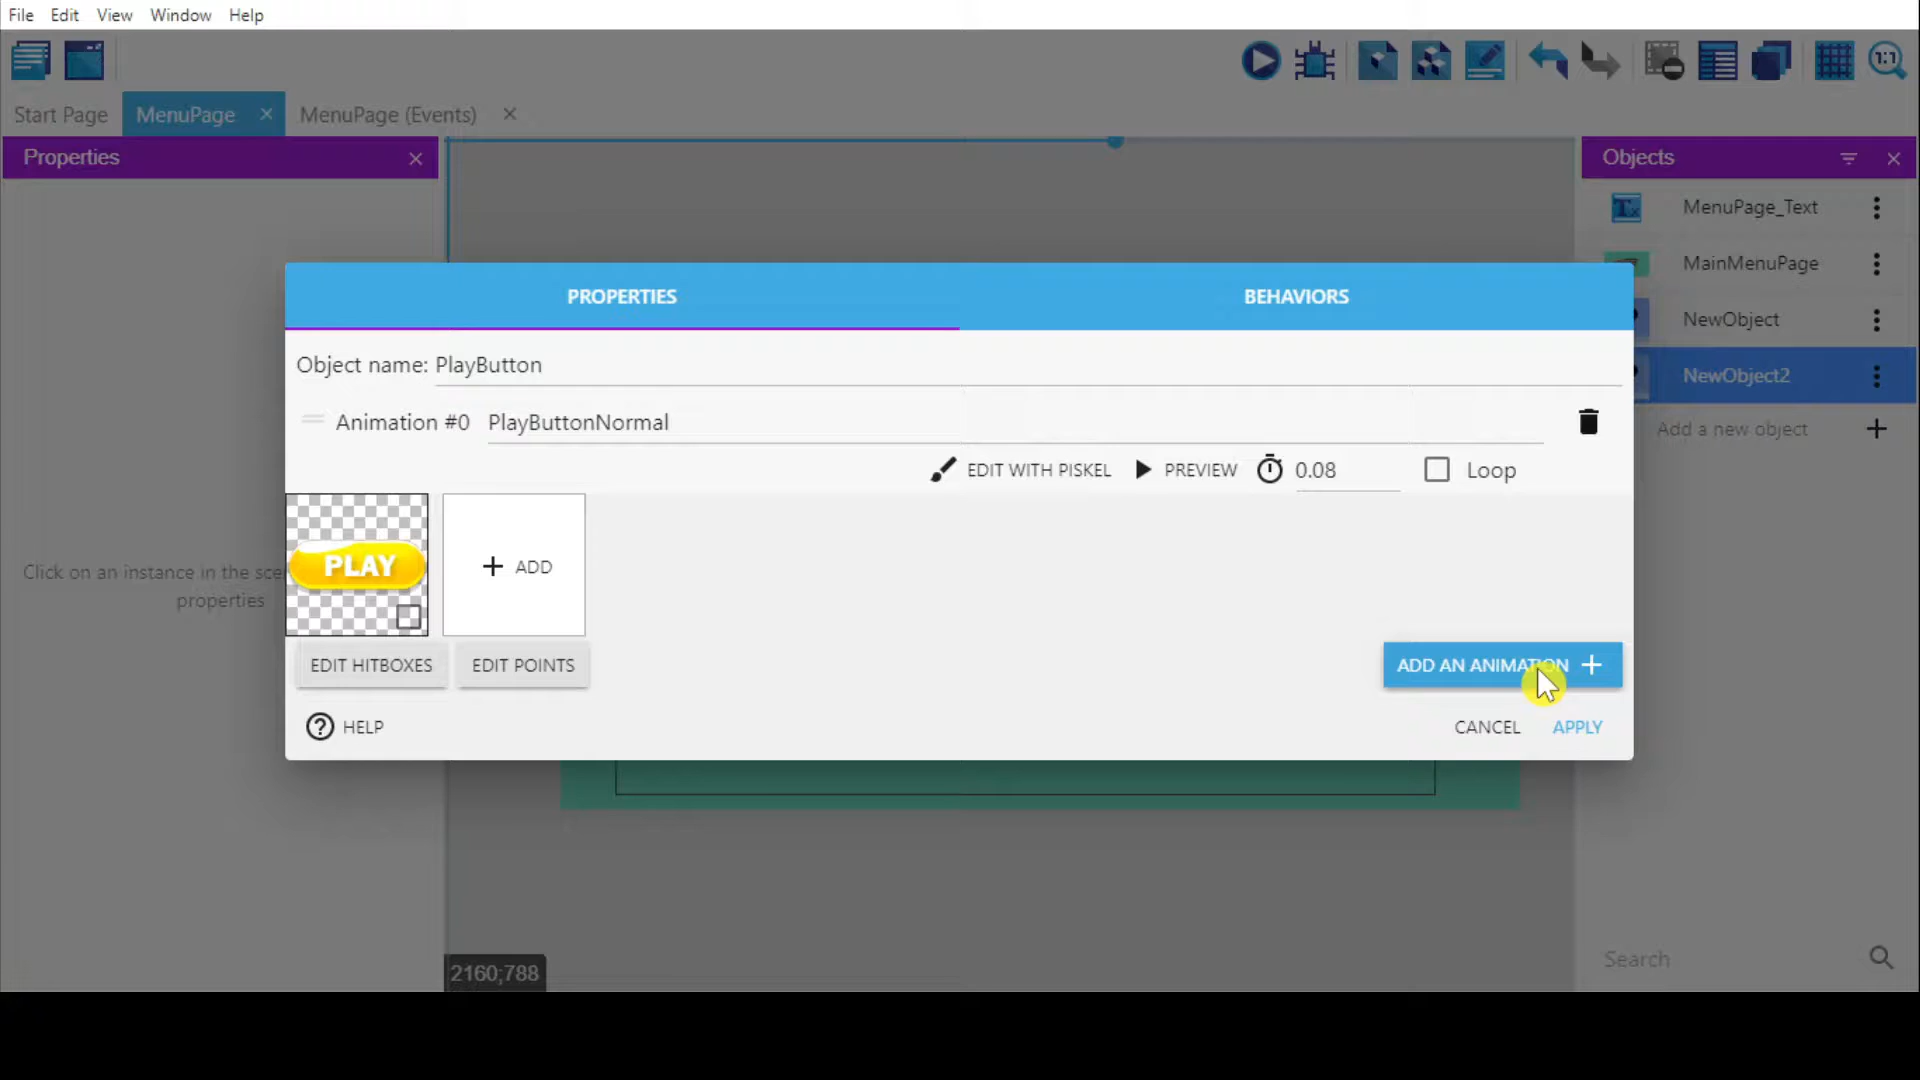 File Edit View Window Help
1:1
Start Page MenuPage MenuPage (Events)
Properties
Objects
MenuPage_Text
MainMenuPage
NewObject
NewObject2
Add a new object
PROPERTIES BEHAVIORS
Object name: PlayButton
Animation #0 PlayButtonNormal
EDIT WITH PISKEL PREVIEW 0.08 Loop
PLAY
ADD
Click on an instance in the
properties
EDIT HITBOXES EDIT POINTS
ADD AN ANIMATION
? HELP
CANCEL APPLY
2160;788
Search